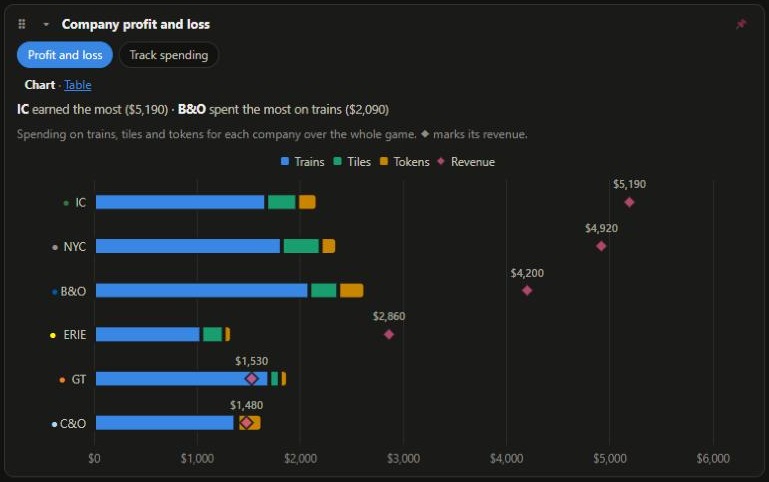 Company profit and loss
Profit and loss Track spending
Chart · Table
IC earned the most ($5,190) · B&O spent the most on trains ($2,090)
Spending on trains, tiles and tokens for each company over the whole game. ◆ marks its revenue.
Trains Tiles Tokens Revenue
$5,190
IC
$4,920
NYC
$4,200
B&O
$2,860
ERIE
$1,530
GT
$1,480
C&O
$0 $1,000 $2,000 $3,000 $4,000 $5,000 $6,000